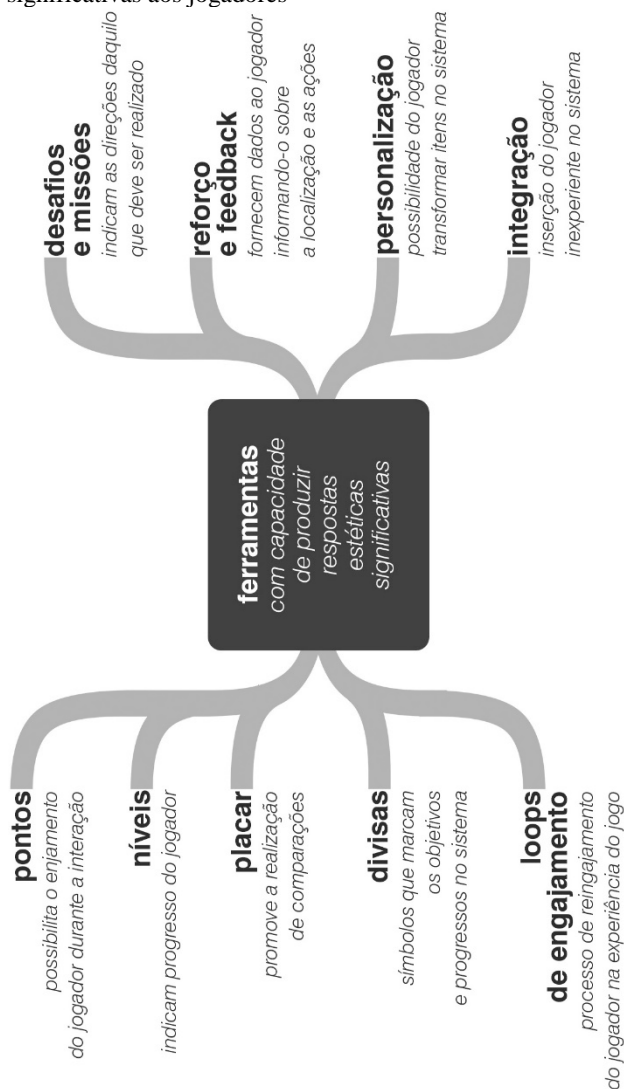 significativas aos jogadores
ferramentas
com capacidade
de produzir
respostas
estéticas
significativas
pontos
possibilita o enjamento
do jogador durante a interação
níveis
indicam progresso do jogador
placar
promove a realização
de comparações
divisas
símbolos que marcam
os objetivos
e progressos no sistema
loops
de engajamento
processo de reingajamento
do jogador na experiência do jogo
desafios
e missões
indicam as direções daquilo
que deve ser realizado
reforço
e feedback
fornecem dados ao jogador
informando-o sobre
a localização e as ações
personalização
possibilidade do jogador
transformar itens no sistema
integração
inserção do jogador
inexperiente no sistema